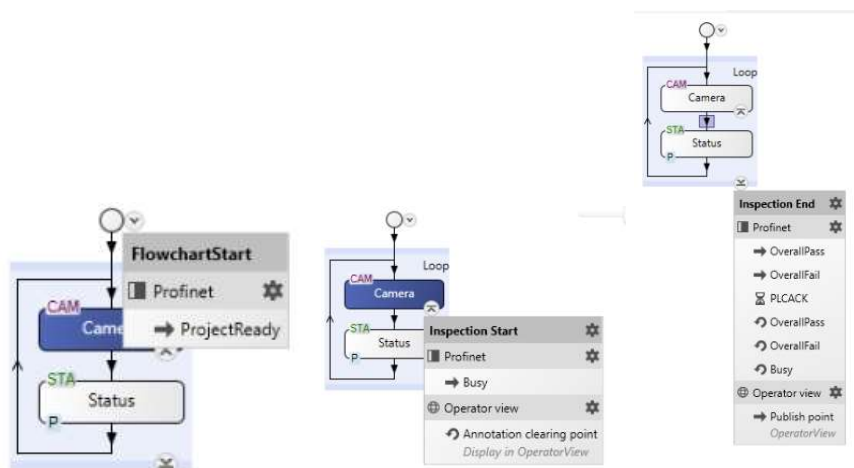 CAM
Came
STA
Status
P
FlowchartStart
Profinet
ProjectReady
Loop
CAM
Camera
STA
Status
P
Inspection Start
Profinet
Busy
Operator view
Annotation clearing point
Display in OperatorView
Loop
CAM
Camera
STA
Status
P
Inspection End
Profinet
OverallPass
OverallFail
PLCACK
OverallPass
OverallFail
Busy
Operator view
Publish point
OperatorView